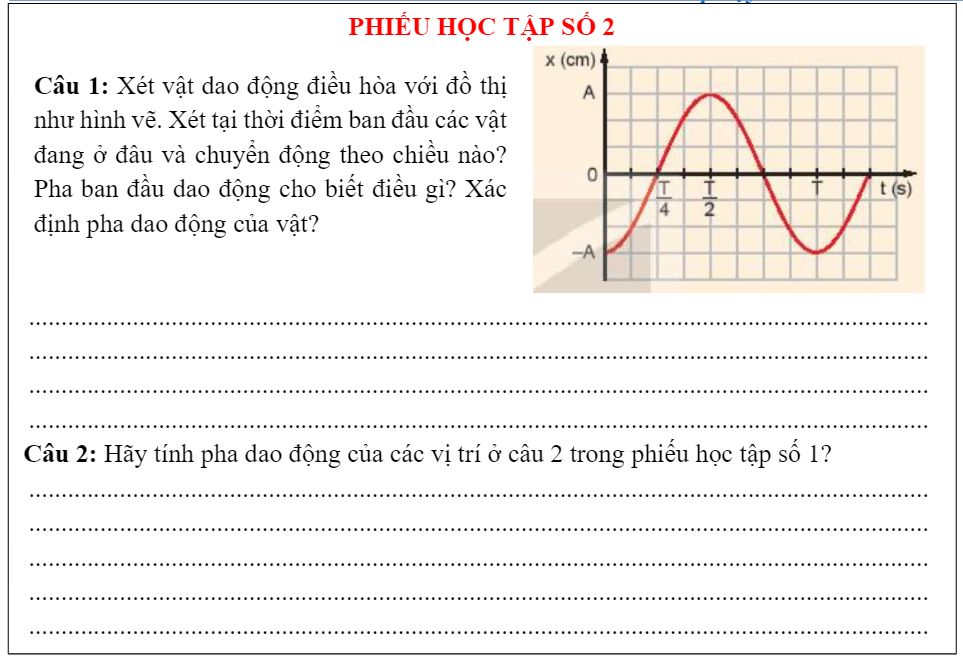 PHIẾU HỌC TẬP SỐ 2
Câu 1: Xét vật dao động điều hòa với đồ thị
như hình vẽ. Xét tại thời điểm ban đầu các vật
đang ở đâu và chuyển động theo chiều nào?
Pha ban đầu dao động cho biết điều gì? Xác
định pha dao động của vật?
x (cm)
A
0
T/4
T/2
T
t (s)
–A
Câu 2: Hãy tính pha dao động của các vị trí ở câu 2 trong phiếu học tập số 1?